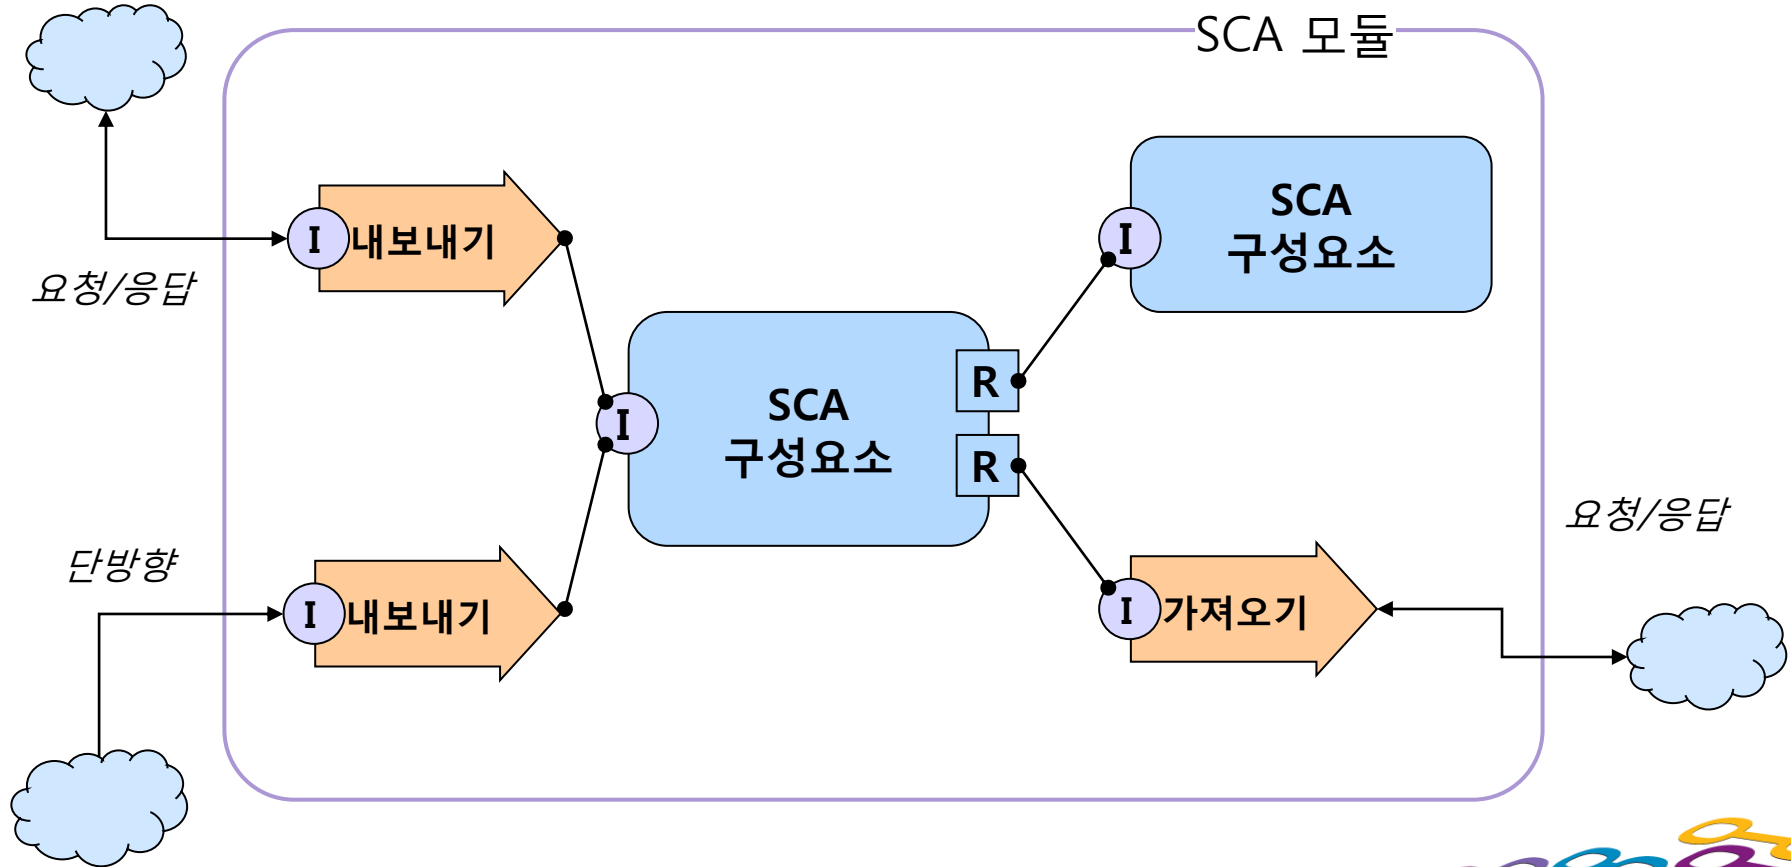 SCA 모듈
I
내보내기
요청/응답
I
SCA
구성요소
I
SCA
구성요소
R
R
단방향
I
내보내기
I
가져오기
요청/응답